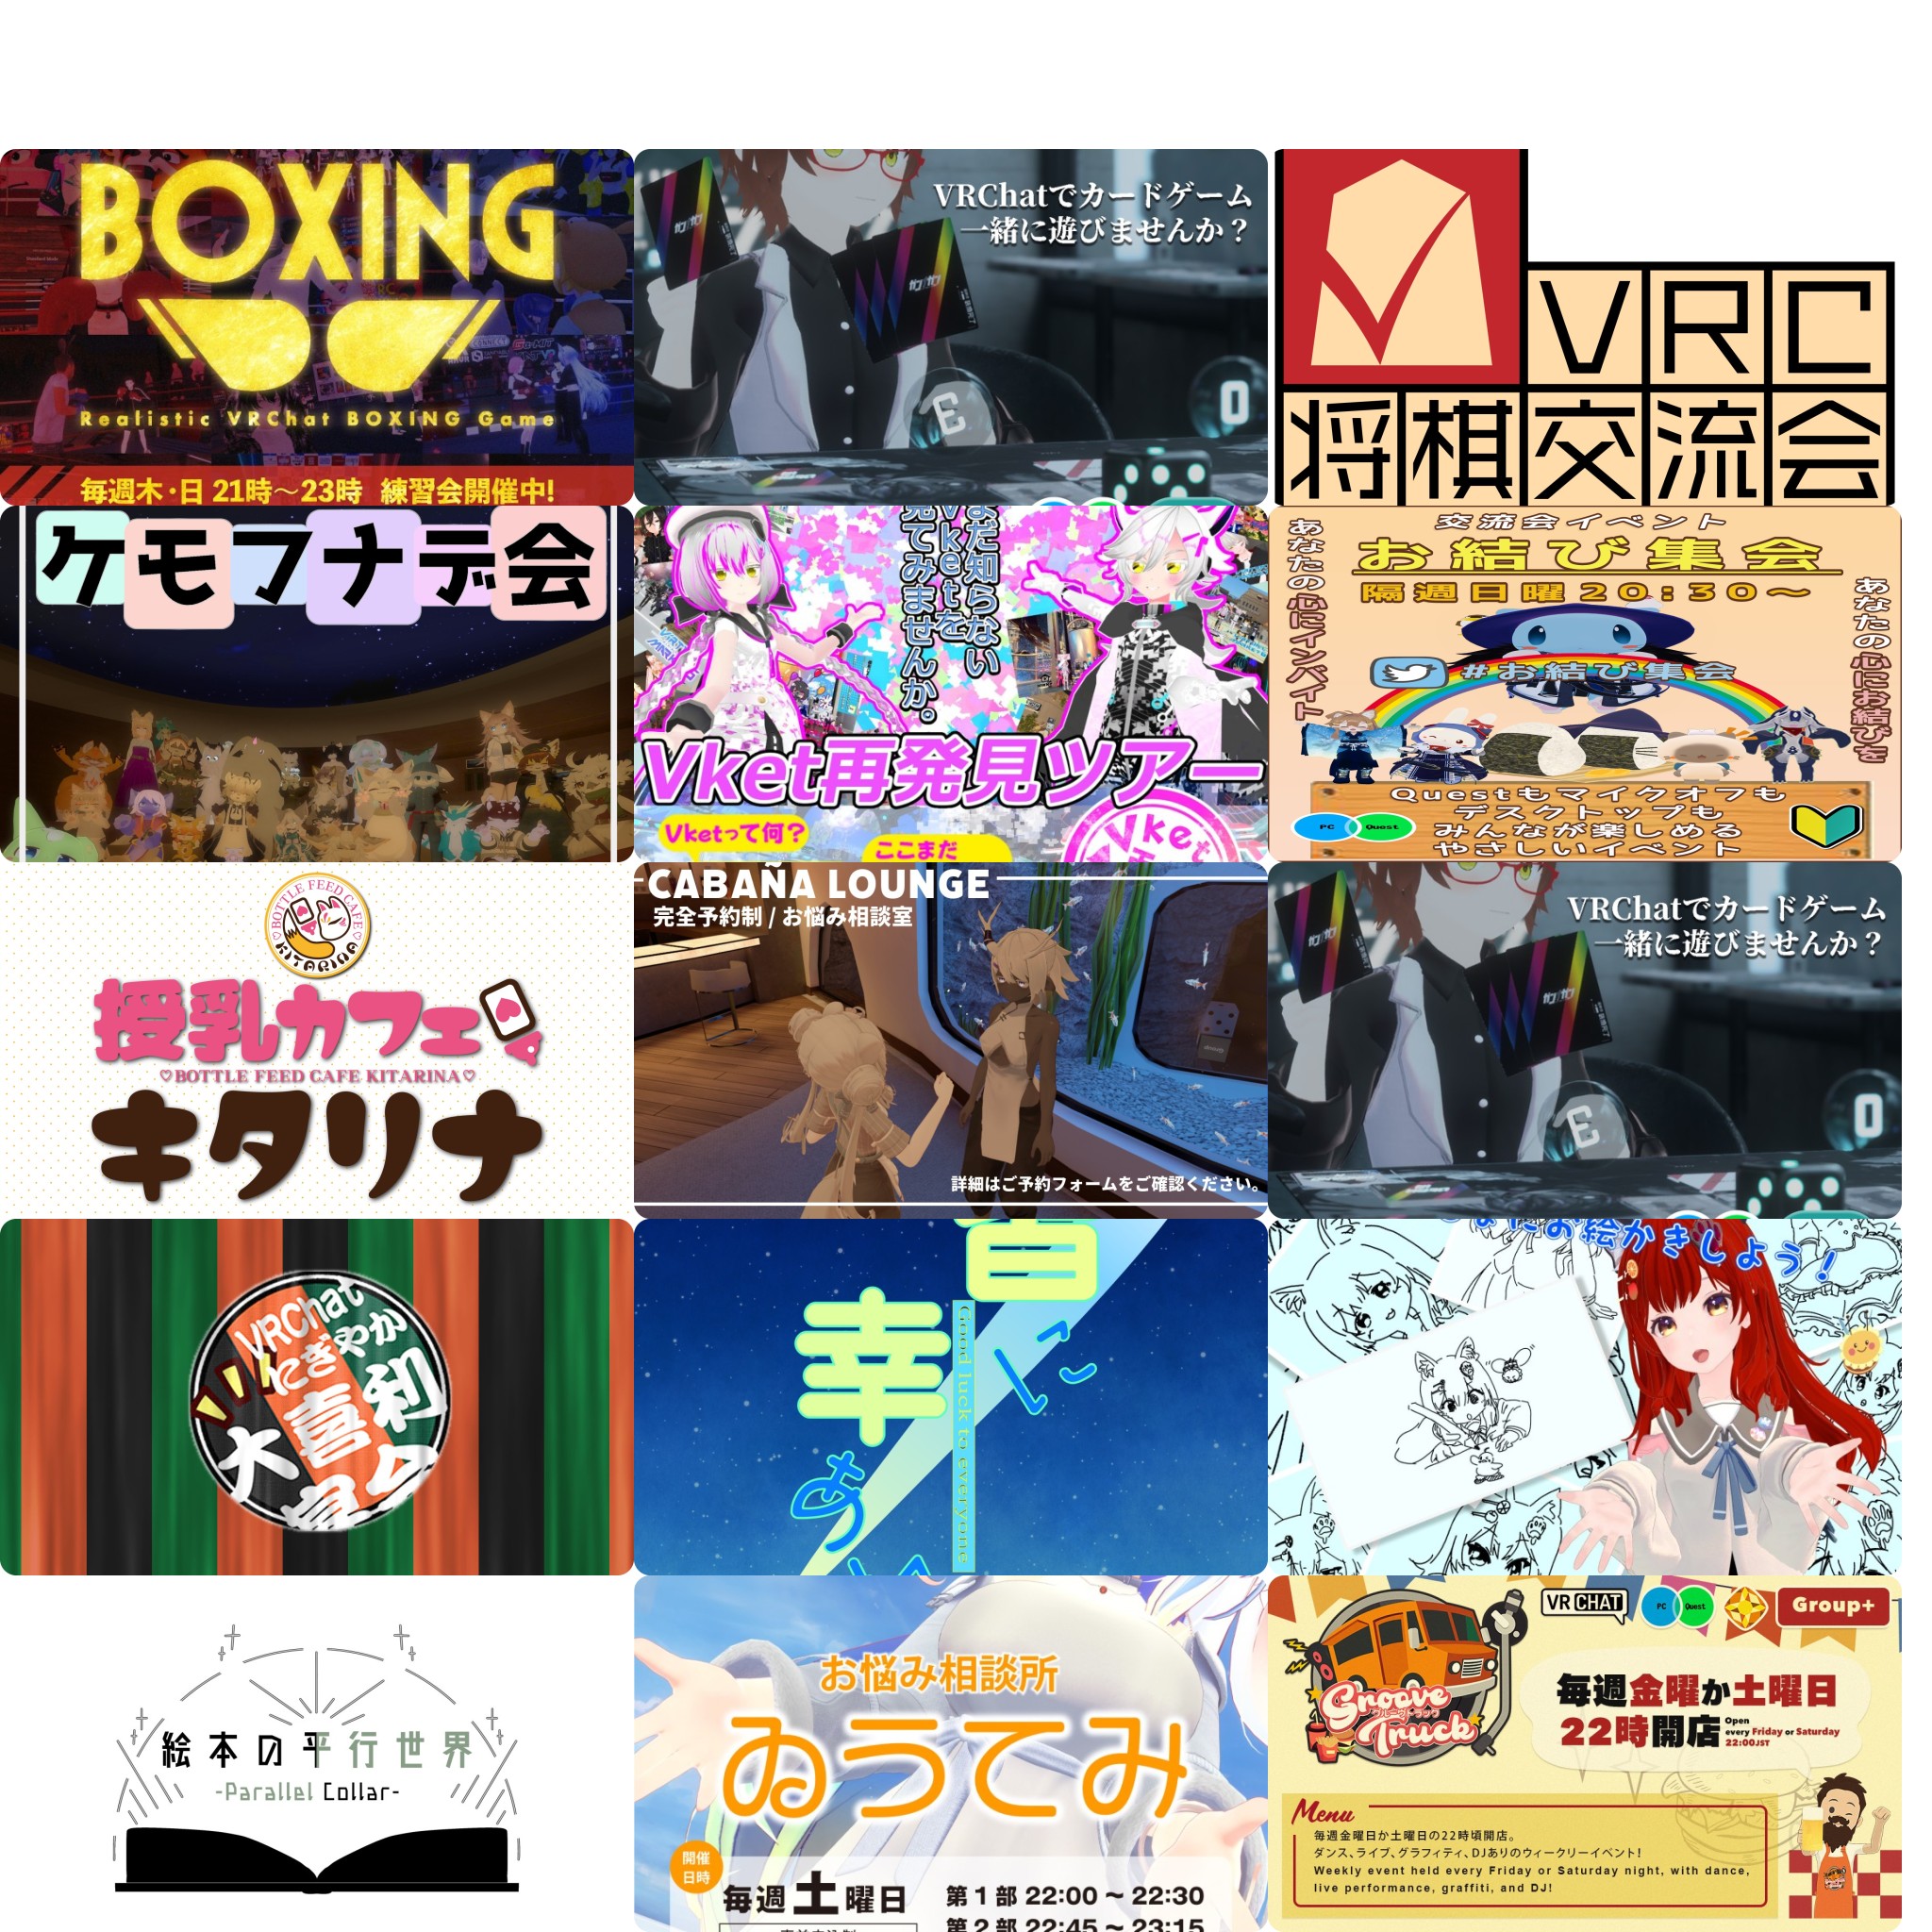 BOXING
Realistic VRChat BOXING Game
毎週木・日 21時～23時 練習会開催中!
VRChatでカードゲーム
一緒に遊びませんか？
E
0
VRC
将棋交流会
ケモフナデ会
まだ知らない
Vketを
見てみませんか。
Vket再発見ツアー
Vketって何？
ここまだ
Vket
交流会イベント
お結び集会
隔週日曜20:30～
あなたの心にインバイト
あなたの心にお結びを
#お結び集会
Questもマイクオフも
デスクトップも
みんなが楽しめる
やさしいイベント
PC Quest
BOTTLE FEED CAFE
KITARINA
授乳カフェ
♡BOTTLE FEED CAFE KITARINA♡
キタリナ
CABAÑA LOUNGE
完全予約制 / お悩み相談室
詳細はご予約フォームをご確認ください。
VRChatでカードゲーム
一緒に遊びませんか？
E
0
VRChat
にぎやか
大喜利
に
幸あ
Good luck to everyone
お絵かきしよう！
絵本の平行世界
-Parallel Collar-
お悩み相談所
ゐうてみ
開催
日時
毎週土曜日
第1部 22:00 ~ 22:30
第2部 22:45 ~ 23:15
VR CHAT
PC Quest
Group+
Groove
グルーヴトラック
Truck
毎週金曜か土曜日
22時開店
Open
every Friday or Saturday
22:00JST
Menu
毎週金曜日か土曜日の22時頃開店。
ダンス、ライブ、グラフィティ、DJありのウィークリーイベント!
Weekly event held every Friday or Saturday night, with dance,
live performance, graffiti, and DJ!